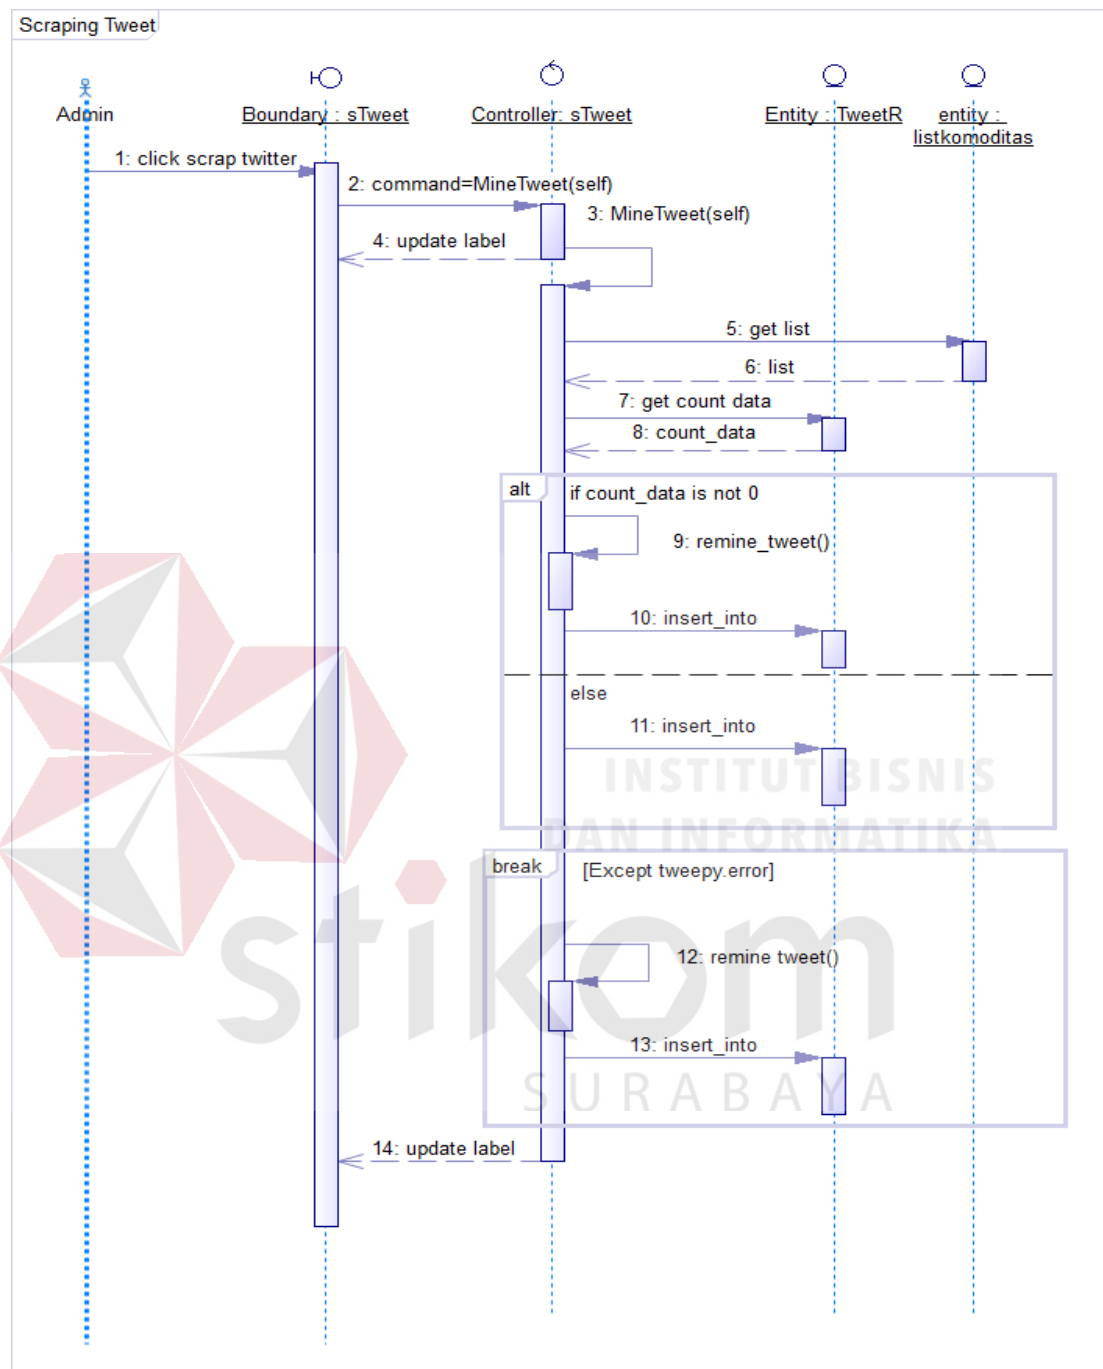 Scraping Tweet
Admin
Boundary : sTweet
Controller: sTweet
Entity : TweetR
entity :
listkomoditas
1: click scrap twitter
2: command=MineTweet(self)
3: MineTweet(self)
4: update label
5: get list
6: list
7: get count data
8: count_data
alt
if count_data is not 0
9: remine_tweet()
10: insert_into
else
11: insert_into
INSTITUT BISNIS
DAN INFORMATIKA
break
[Except tweepy.error]
stikom
12: remine tweet()
13: insert_into
SURABAYA
14: update label